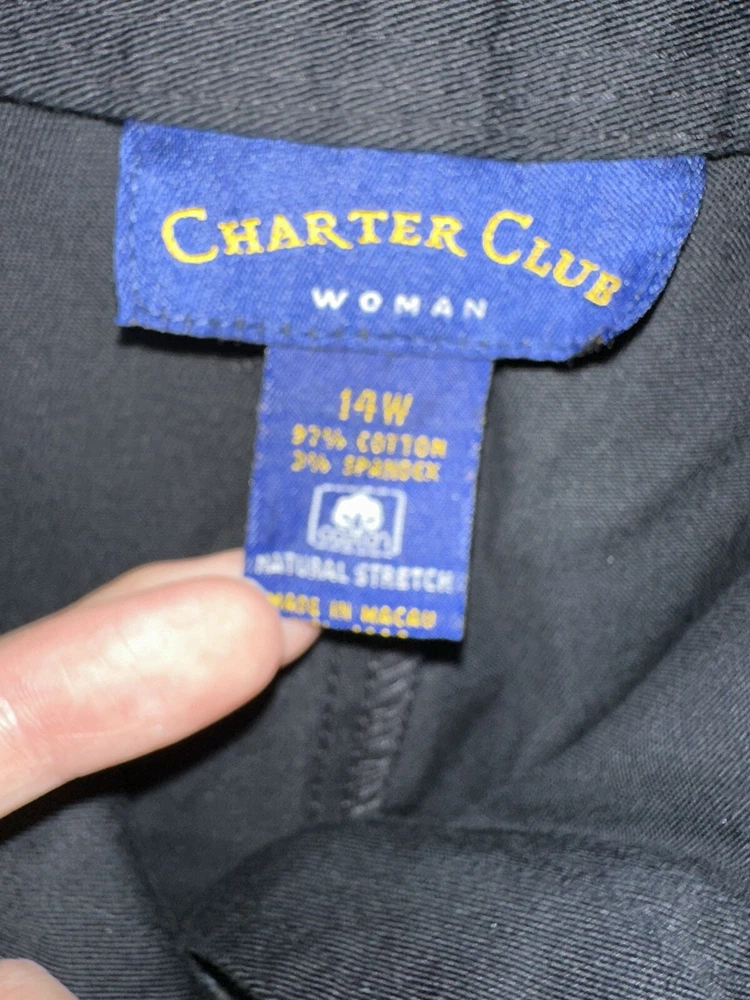 CHARTER CLUB
WOMAN
14W
97% COTTON
3% SPANDEX
NATURAL STRETCH
MADE IN MACAU